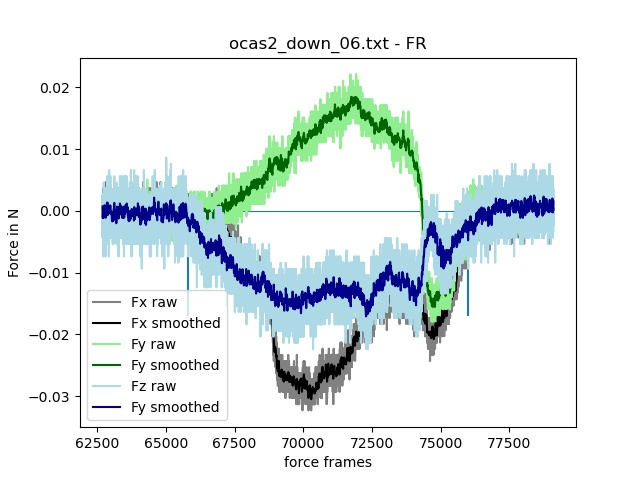 ocas2_down_06.txt - FR
0.02
0.01
0.00
−0.01
−0.02
−0.03
Force in N
Fx raw
Fx smoothed
Fy raw
Fy smoothed
Fz raw
Fy smoothed
62500 65000 67500 70000 72500 75000 77500
force frames